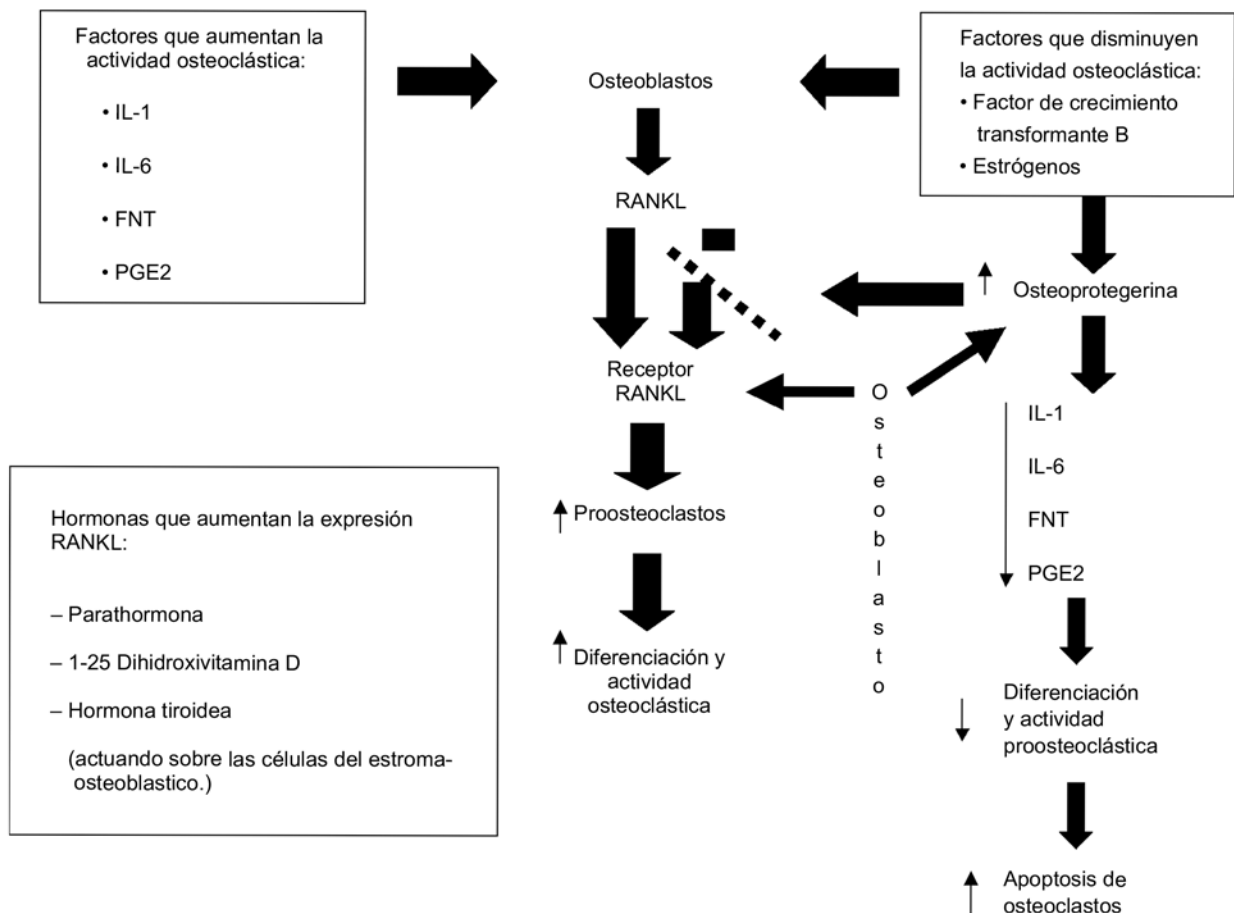 Factores que aumentan la
actividad osteoclástica:
• IL-1
• IL-6
• FNT
• PGE2
Osteoblastos
RANKL
Receptor
RANKL
Proosteoclastos
Diferenciación y
actividad
osteoclástica
Factores que disminuyen
la actividad osteoclástica:
• Factor de crecimiento
transformante B
• Estrógenos
Osteoprotegerina
Osteoblasto
IL-1
IL-6
FNT
PGE2
Diferenciación
y actividad
proosteoclástica
Apoptosis de
osteoclastos
Hormonas que aumentan la expresión
RANKL:
– Parathormona
– 1-25 Dihidroxivitamina D
– Hormona tiroidea
(actuando sobre las células del estroma-
osteoblastico.)